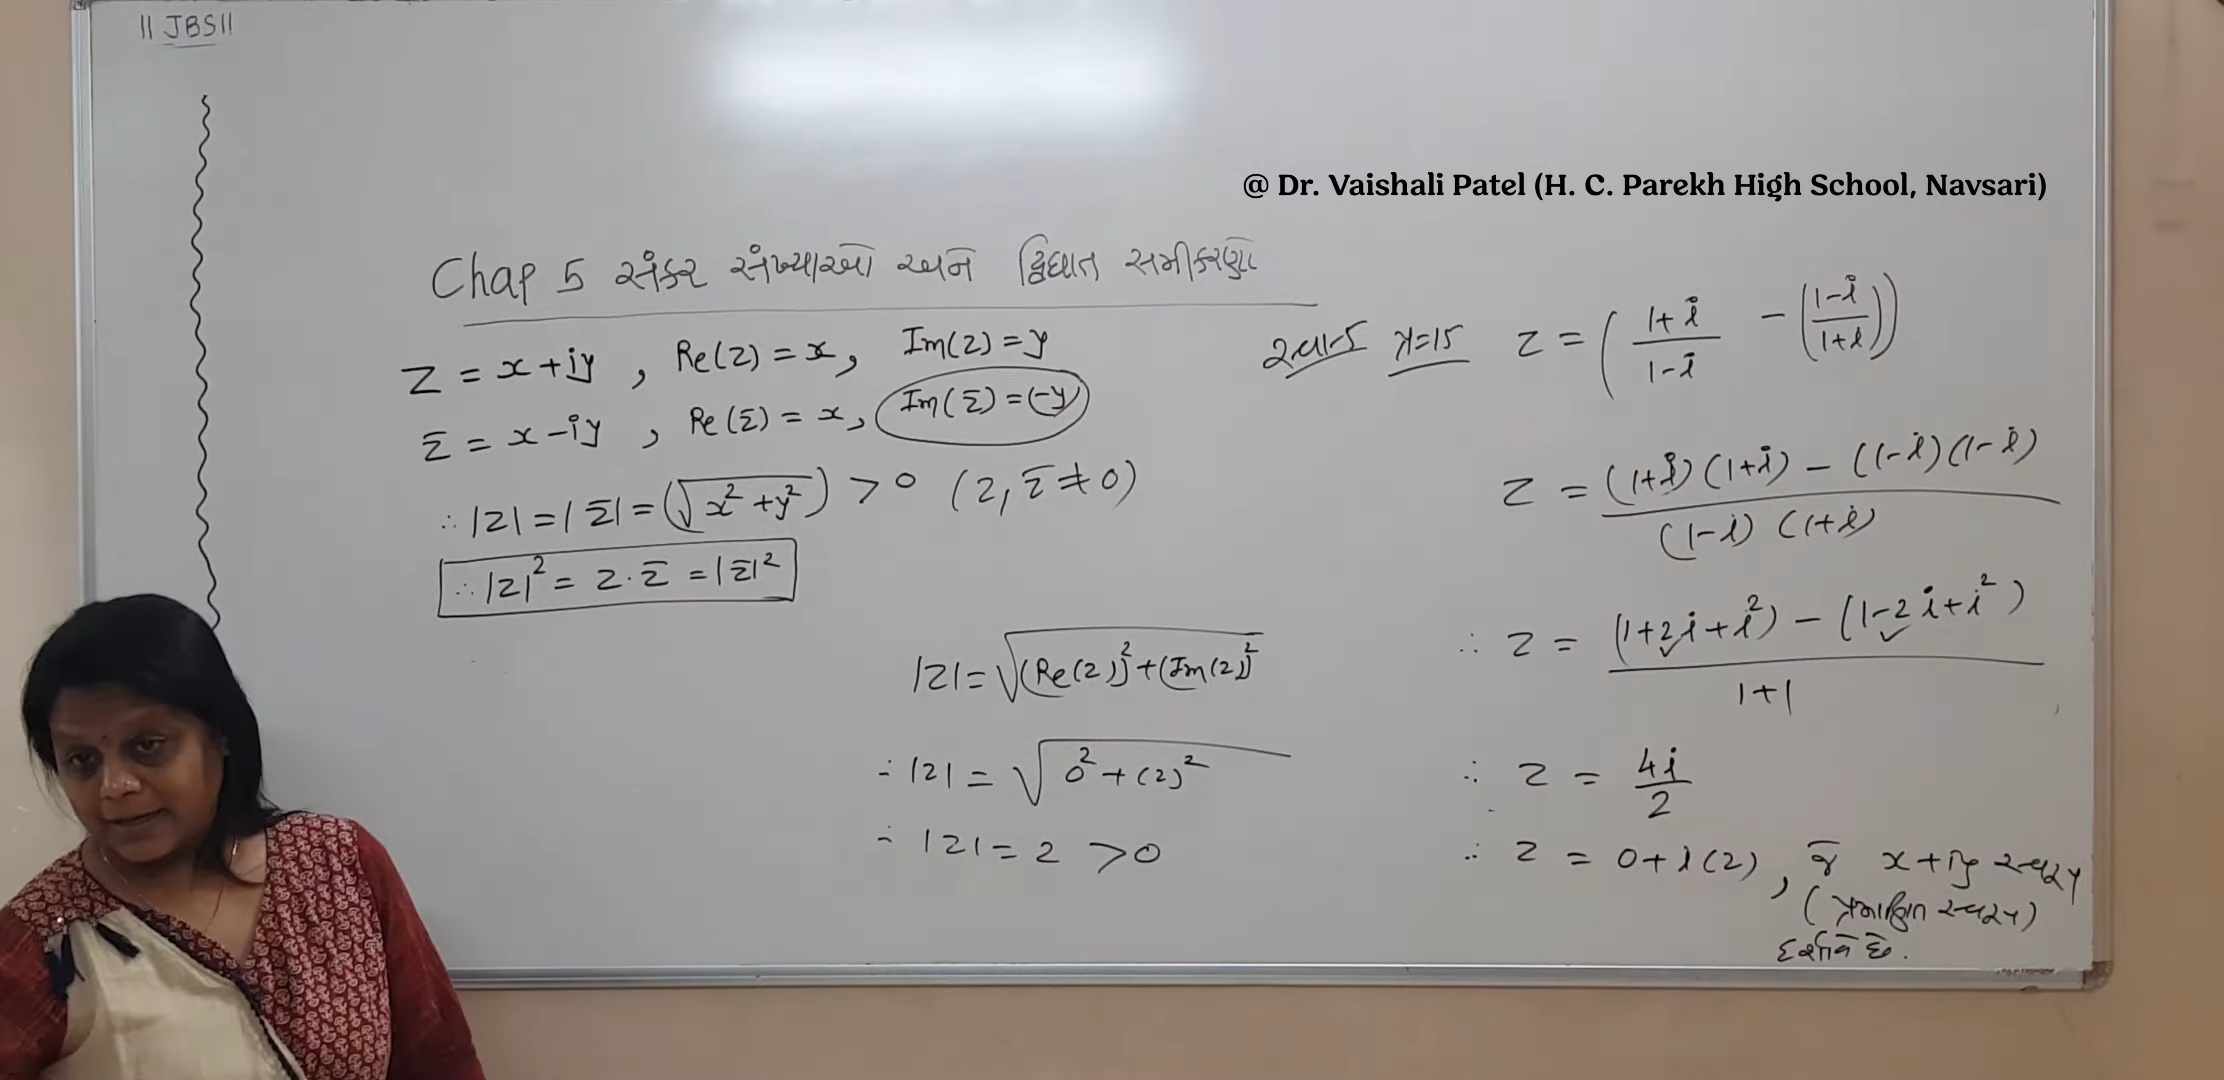 || JBS ||
@ Dr. Vaishali Patel (H. C. Parekh High School, Navsari)
Chap 5 સંકર સંખ્યાઓ અને દ્વિઘાત સમીકરણો
Z = x + iy , Re(z) = x, Im(z) = y
z̄ = x - iy , Re(z̄) = x, Im(z̄) = (-y)
∴ |z| = |z̄| = (√(x² + y²)) > 0 (z, z̄ ≠ 0)
∴ |z|² = z · z̄ = |z̄|²
|z| = √((Re(z))² + (Im(z))²)
∴ |z| = √(0² + (2)²)
∴ |z| = 2 > 0
સ્વા-5 પ્ર=15 z = ((1+i)/(1-i) - ((1-i)/(1+i)))
z = ((1+i)(1+i) - (1-i)(1-i))/((1-i)(1+i))
∴ z = ((1+2i+i²) - (1-2i+i²))/(1+1)
∴ z = 4i/2
∴ z = 0 + i(2), જે x + iy સ્વરૂપ
(પ્રમાણિત સ્વરૂપ)
દર્શાવે છે.